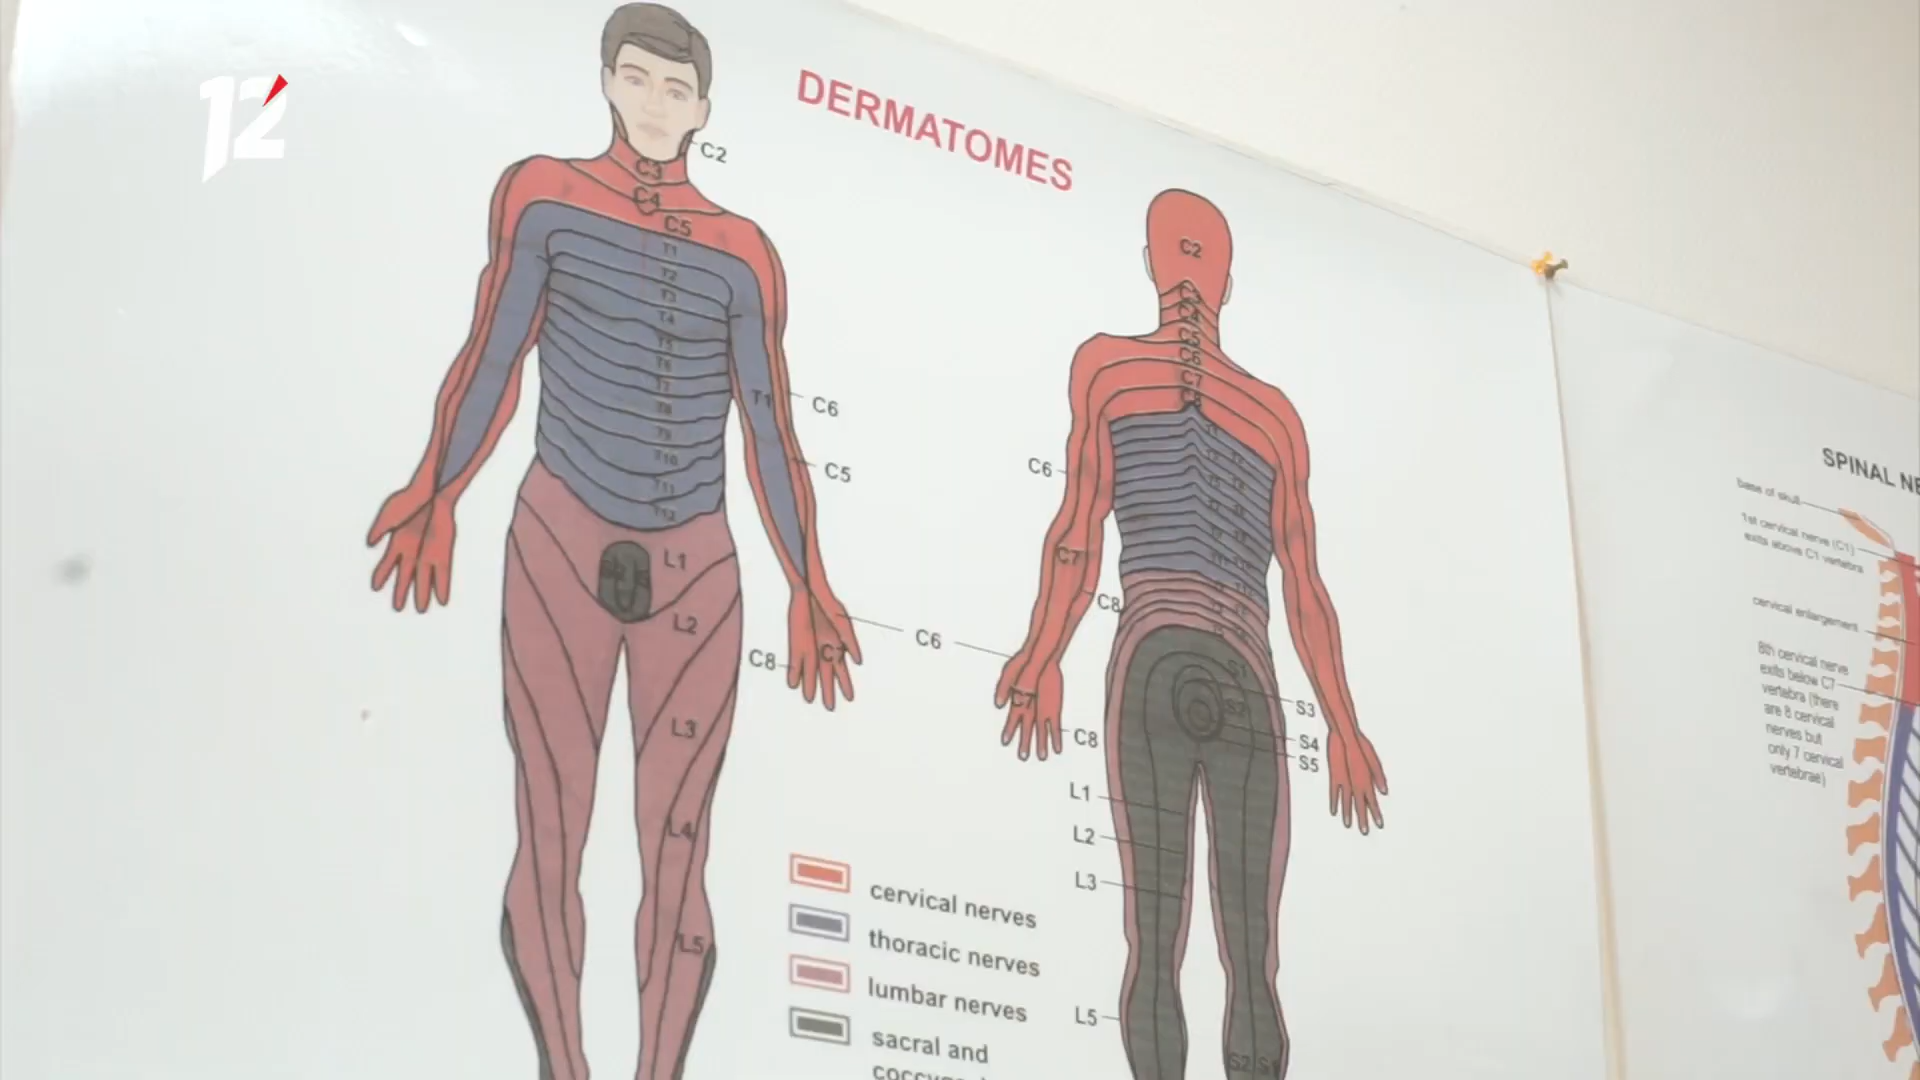 12
DERMATOMES
C2
C3
C4
C5
T1
T2
T3
T4
T5
T6
T7
T8
T9
T10
T11
T12
T1
C6
C5
L1
L2
C8
C7
C6
L3
L4
L5
C2
C4
C5
C6
C7
C8
C6
C7
C8
C7
C8
S1
S2
S3
S4
S5
L1
L2
L3
L5
S2
cervical nerves
thoracic nerves
lumbar nerves
sacral and
SPINAL
base of skull
1st cervical nerve (C1)
exits above C1 vertebra
cervical enlargement
8th cervical nerve
exits below C7
vertebra (there
are 8 cervical
nerves but
only 7 cervical
vertebrae)